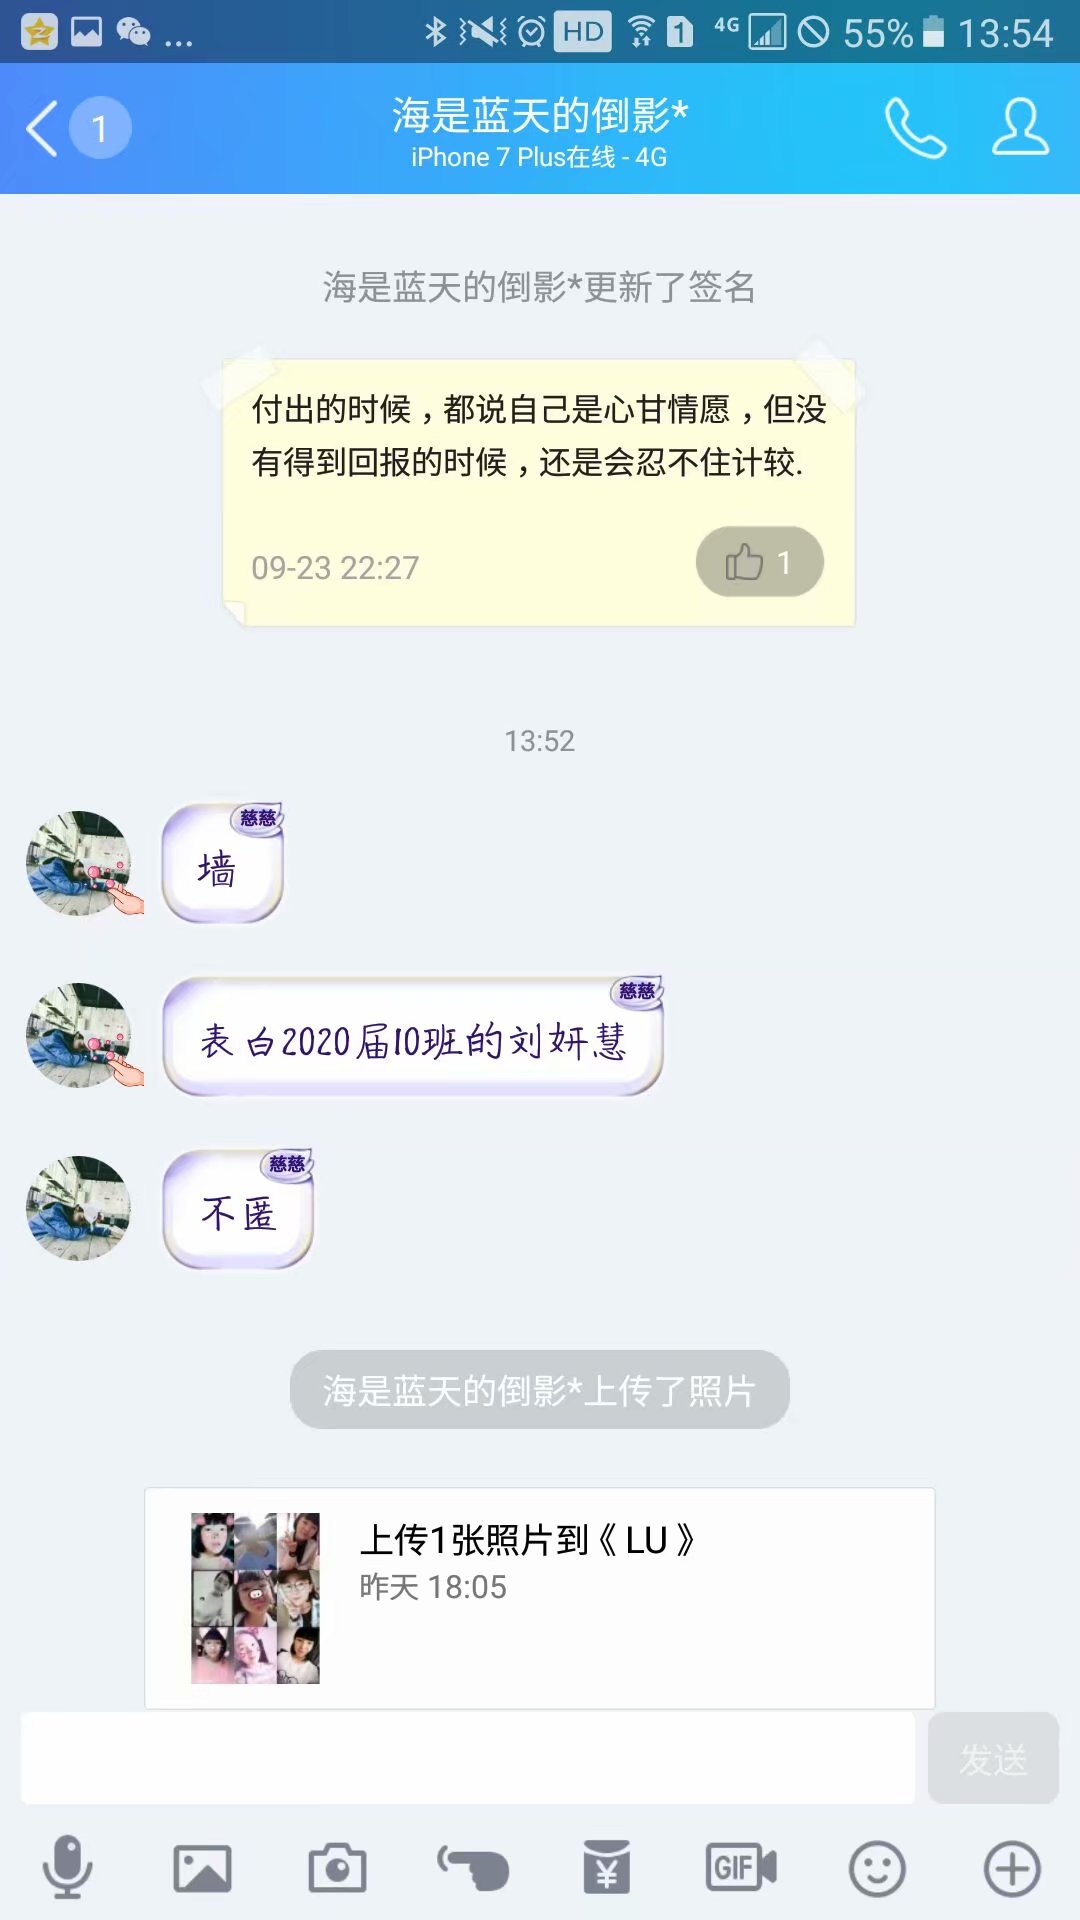 ... HD 1 4G 55% 13:54
1
海是蓝天的倒影*
iPhone 7 Plus在线 - 4G
海是蓝天的倒影*更新了签名
付出的时候，都说自己是心甘情愿，但没
有得到回报的时候，还是会忍不住计较.
09-23 22:27
1
13:52
慈慈
墙
慈慈
表白2020届10班的刘妍慧
慈慈
不匿
海是蓝天的倒影*上传了照片
上传1张照片到《LU》
昨天 18:05
发送
GIF